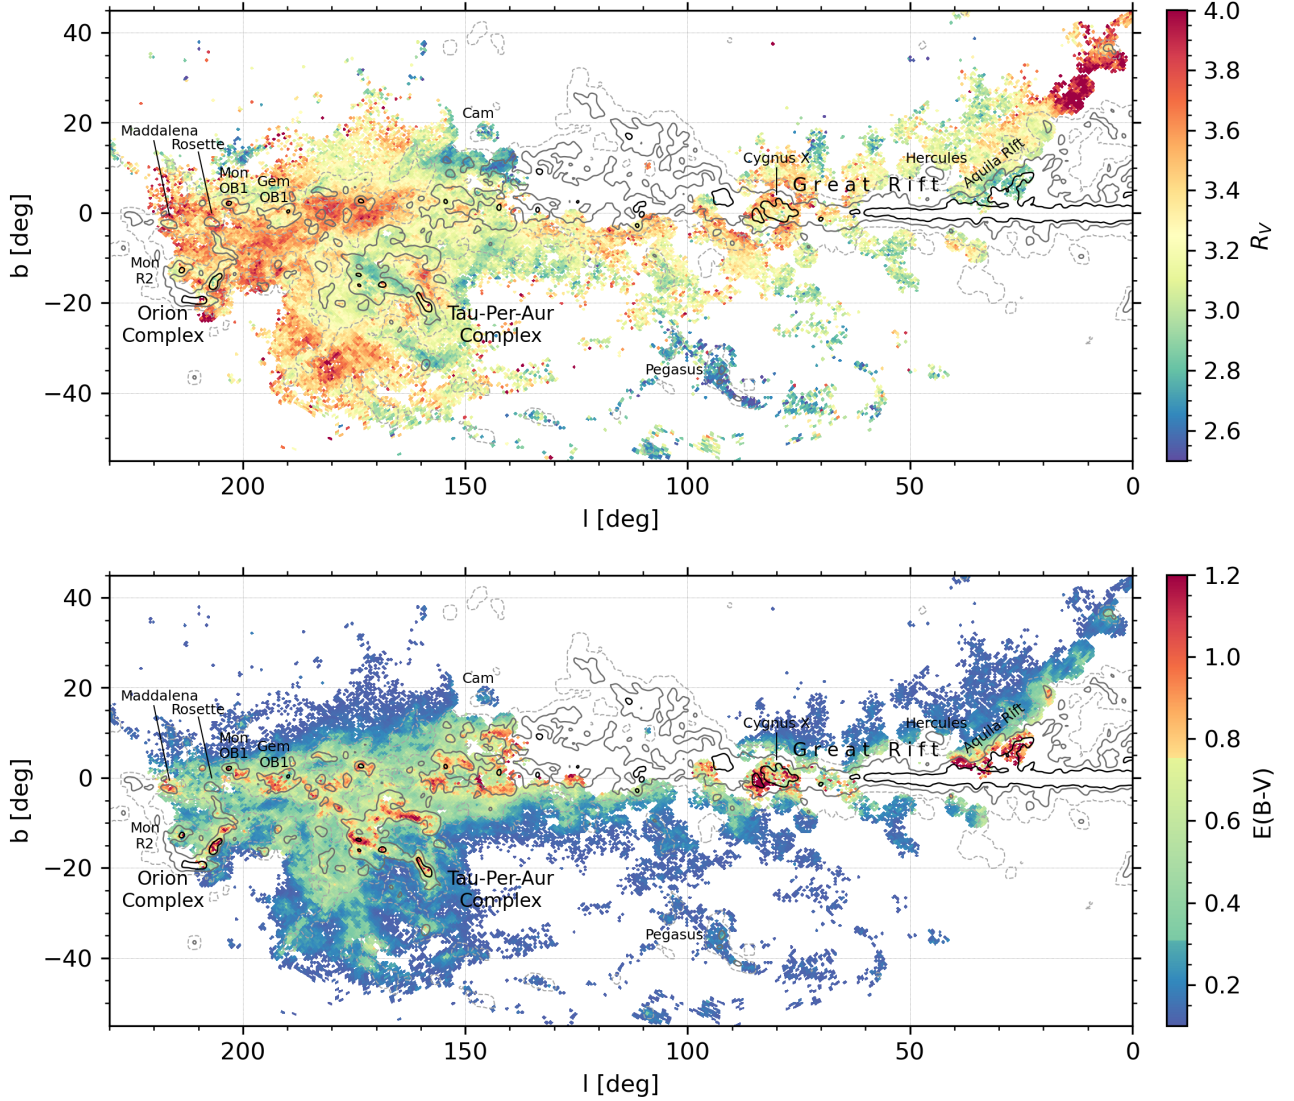 40
20
0
−20
−40
b [deg]
Maddalena
Rosette
Mon
OB1
Gem
OB1
Mon
R2
Orion
Complex
Cam
Tau-Per-Aur
Complex
Pegasus
Cygnus X
Great Rift
Hercules
Aquila Rift
200
150
100
50
0
l [deg]
4.0
3.8
3.6
3.4
3.2
3.0
2.8
2.6
R_V
40
20
0
−20
−40
b [deg]
Maddalena
Rosette
Mon
OB1
Gem
OB1
Mon
R2
Orion
Complex
Cam
Tau-Per-Aur
Complex
Pegasus
Cygnus X
Great Rift
Hercules
Aquila Rift
200
150
100
50
0
l [deg]
1.2
1.0
0.8
0.6
0.4
0.2
E(B-V)